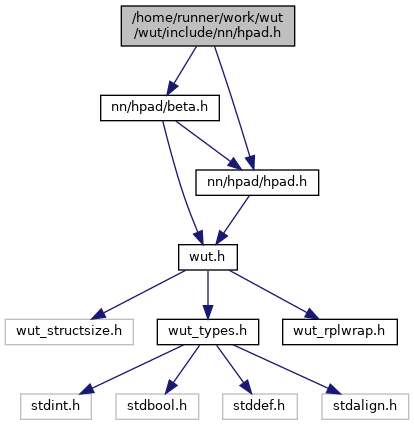 /home/runner/work/wut
/wut/include/nn/hpad.h
nn/hpad/beta.h
nn/hpad/hpad.h
wut.h
wut_structsize.h
wut_types.h
wut_rplwrap.h
stdint.h
stdbool.h
stddef.h
stdalign.h